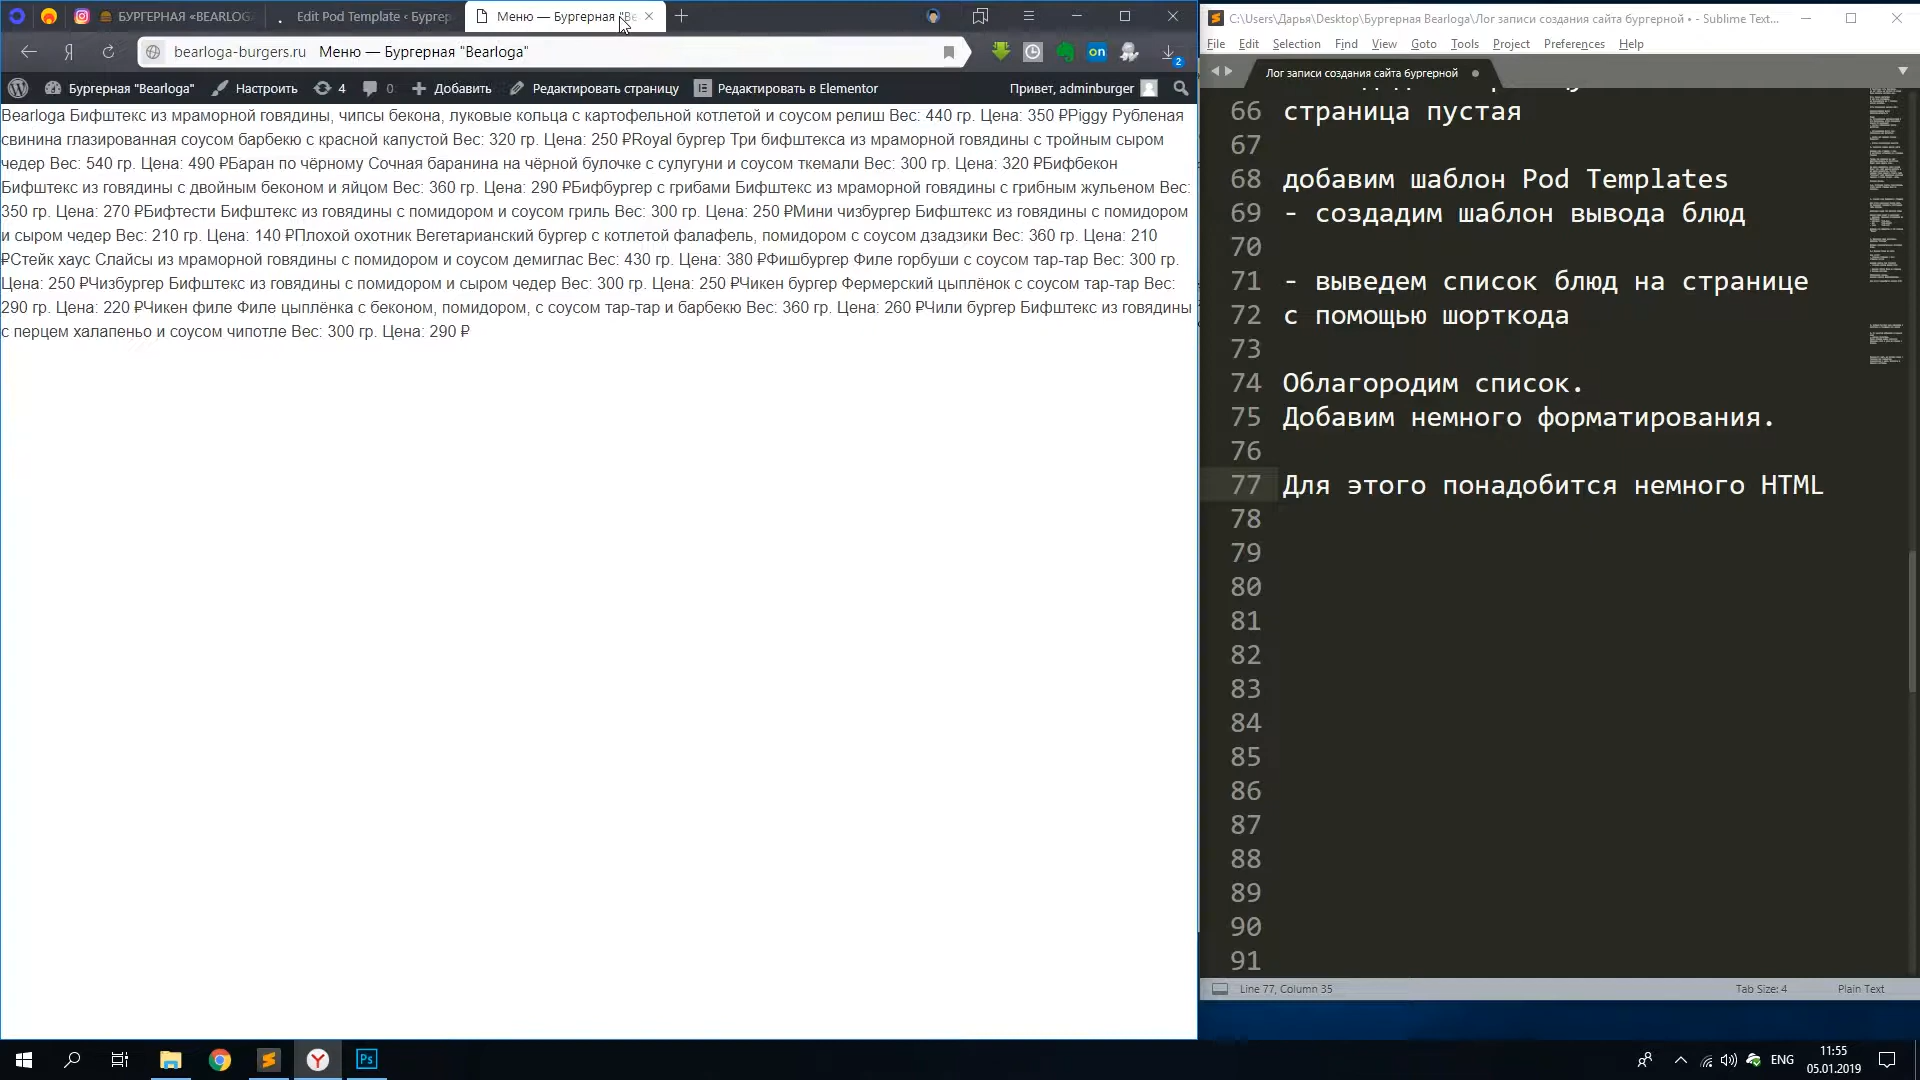 БУРГЕРНАЯ «BEARLOG
Edit Pod Template ‹ Бургер
Меню — Бургерная "Be
bearloga-burgers.ru Меню — Бургерная "Bearloga"
Бургерная "Bearloga" Настроить 4 0 Добавить Редактировать страницу Редактировать в Elementor Привет, adminburger
Bearloga Бифштекс из мраморной говядины, чипсы бекона, луковые кольца с картофельной котлетой и соусом релиш Вес: 440 гр. Цена: 350 ₽Piggy Рубленая
свинина глазированная соусом барбекю с красной капустой Вес: 320 гр. Цена: 250 ₽Royal бургер Три бифштекса из мраморной говядины с тройным сыром
чедер Вес: 540 гр. Цена: 490 ₽Баран по чёрному Сочная баранина на чёрной булочке с сулугуни и соусом ткемали Вес: 300 гр. Цена: 320 ₽Бифбекон
Бифштекс из говядины с двойным беконом и яйцом Вес: 360 гр. Цена: 290 ₽Бифбургер с грибами Бифштекс из мраморной говядины с грибным жульеном Вес:
350 гр. Цена: 270 ₽Бифтести Бифштекс из говядины с помидором и соусом гриль Вес: 300 гр. Цена: 250 ₽Мини чизбургер Бифштекс из говядины с помидором
и сыром чедер Вес: 210 гр. Цена: 140 ₽Плохой охотник Вегетарианский бургер с котлетой фалафель, помидором с соусом дзадзики Вес: 360 гр. Цена: 210
₽Стейк хаус Слайсы из мраморной говядины с помидором и соусом демиглас Вес: 430 гр. Цена: 380 ₽Фишбургер Филе горбуши с соусом тар-тар Вес: 300 гр.
Цена: 250 ₽Чизбургер Бифштекс из говядины с помидором и сыром чедер Вес: 300 гр. Цена: 250 ₽Чикен бургер Фермерский цыплёнок с соусом тар-тар Вес:
290 гр. Цена: 220 ₽Чикен филе Филе цыплёнка с беконом, помидором, с соусом тар-тар и барбекю Вес: 360 гр. Цена: 260 ₽Чили бургер Бифштекс из говядины
с перцем халапеньо и соусом чипотле Вес: 300 гр. Цена: 290 ₽
C:\Users\Дарья\Desktop\Бургерная Bearloga\Лог записи создания сайта бургерной • - Sublime Text...
File Edit Selection Find View Goto Tools Project Preferences Help
Лог записи создания сайта бургерной
66 страница пустая
67
68 добавим шаблон Pod Templates
69 - создадим шаблон вывода блюд
70
71 - выведем список блюд на странице
72 с помощью шорткода
73
74 Облагородим список.
75 Добавим немного форматирования.
76
77 Для этого понадобится немного HTML
78
79
80
81
82
83
84
85
86
87
88
89
90
91
Line 77, Column 35 Tab Size: 4 Plain Text
on
2
Ps
ENG
11:55
05.01.2019